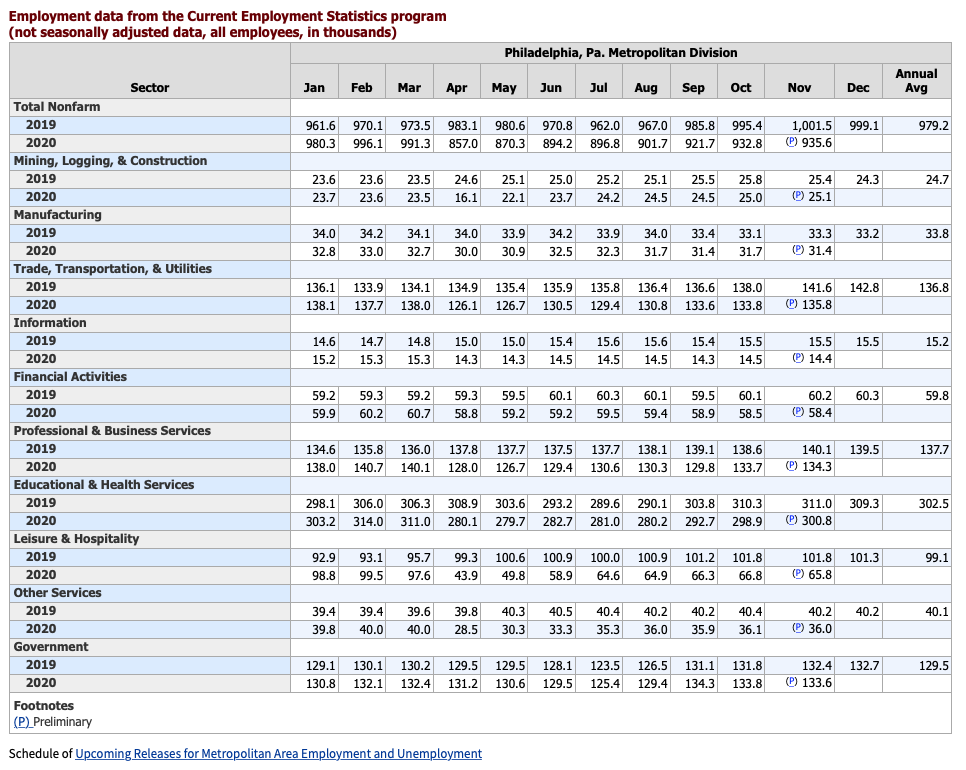 Employment data from the Current Employment Statistics program
(not seasonally adjusted data, all employees, in thousands)
Philadelphia, Pa. Metropolitan Division
Sector Jan Feb Mar Apr May Jun Jul Aug Sep Oct Nov Dec Annual Avg
Total Nonfarm
2019 961.6 970.1 973.5 983.1 980.6 970.8 962.0 967.0 985.8 995.4 1,001.5 999.1 979.2
2020 980.3 996.1 991.3 857.0 870.3 894.2 896.8 901.7 921.7 932.8 (P) 935.6
Mining, Logging, & Construction
2019 23.6 23.6 23.5 24.6 25.1 25.0 25.2 25.1 25.5 25.8 25.4 24.3 24.7
2020 23.7 23.6 23.5 16.1 22.1 23.7 24.2 24.5 24.5 25.0 (P) 25.1
Manufacturing
2019 34.0 34.2 34.1 34.0 33.9 34.2 33.9 34.0 33.4 33.1 33.3 33.2 33.8
2020 32.8 33.0 32.7 30.0 30.9 32.5 32.3 31.7 31.4 31.7 (P) 31.4
Trade, Transportation, & Utilities
2019 136.1 133.9 134.1 134.9 135.4 135.9 135.8 136.4 136.6 138.0 141.6 142.8 136.8
2020 138.1 137.7 138.0 126.1 126.7 130.5 129.4 130.8 133.6 133.8 (P) 135.8
Information
2019 14.6 14.7 14.8 15.0 15.0 15.4 15.6 15.6 15.4 15.5 15.5 15.5 15.2
2020 15.2 15.3 15.3 14.3 14.3 14.5 14.5 14.5 14.3 14.5 (P) 14.4
Financial Activities
2019 59.2 59.3 59.2 59.3 59.5 60.1 60.3 60.1 59.5 60.1 60.2 60.3 59.8
2020 59.9 60.2 60.7 58.8 59.2 59.2 59.5 59.4 58.9 58.5 (P) 58.4
Professional & Business Services
2019 134.6 135.8 136.0 137.8 137.7 137.5 137.7 138.1 139.1 138.6 140.1 139.5 137.7
2020 138.0 140.7 140.1 128.0 126.7 129.4 130.6 130.3 129.8 133.7 (P) 134.3
Educational & Health Services
2019 298.1 306.0 306.3 308.9 303.6 293.2 289.6 290.1 303.8 310.3 311.0 309.3 302.5
2020 303.2 314.0 311.0 280.1 279.7 282.7 281.0 280.2 292.7 298.9 (P) 300.8
Leisure & Hospitality
2019 92.9 93.1 95.7 99.3 100.6 100.9 100.0 100.9 101.2 101.8 101.8 101.3 99.1
2020 98.8 99.5 97.6 43.9 49.8 58.9 64.6 64.9 66.3 66.8 (P) 65.8
Other Services
2019 39.4 39.4 39.6 39.8 40.3 40.5 40.4 40.2 40.2 40.4 40.2 40.2 40.1
2020 39.8 40.0 40.0 28.5 30.3 33.3 35.3 36.0 35.9 36.1 (P) 36.0
Government
2019 129.1 130.1 130.2 129.5 129.5 128.1 123.5 126.5 131.1 131.8 132.4 132.7 129.5
2020 130.8 132.1 132.4 131.2 130.6 129.5 125.4 129.4 134.3 133.8 (P) 133.6
Footnotes
(P) Preliminary
Schedule of Upcoming Releases for Metropolitan Area Employment and Unemployment